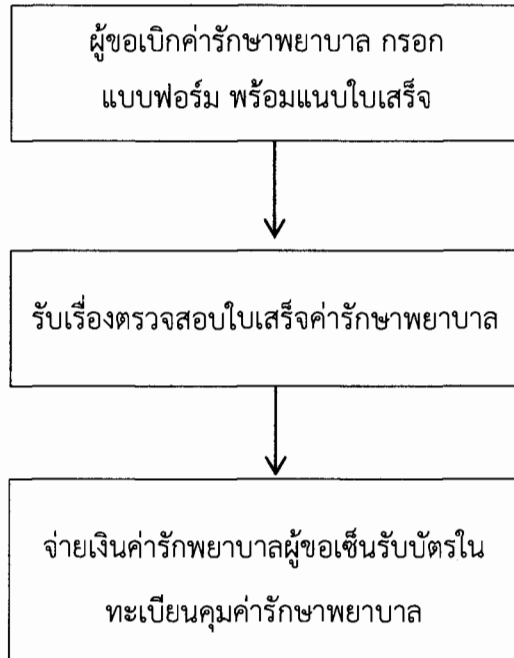 ผู้ขอเบิกค่ารักษาพยาบาล กรอก
แบบฟอร์ม พร้อมแนบใบเสร็จ
รับเรื่องตรวจสอบใบเสร็จค่ารักษาพยาบาล
จ่ายเงินค่ารักพยาบาลผู้ขอเซ็นรับบัตรใน
ทะเบียนคุมค่ารักษาพยาบาล